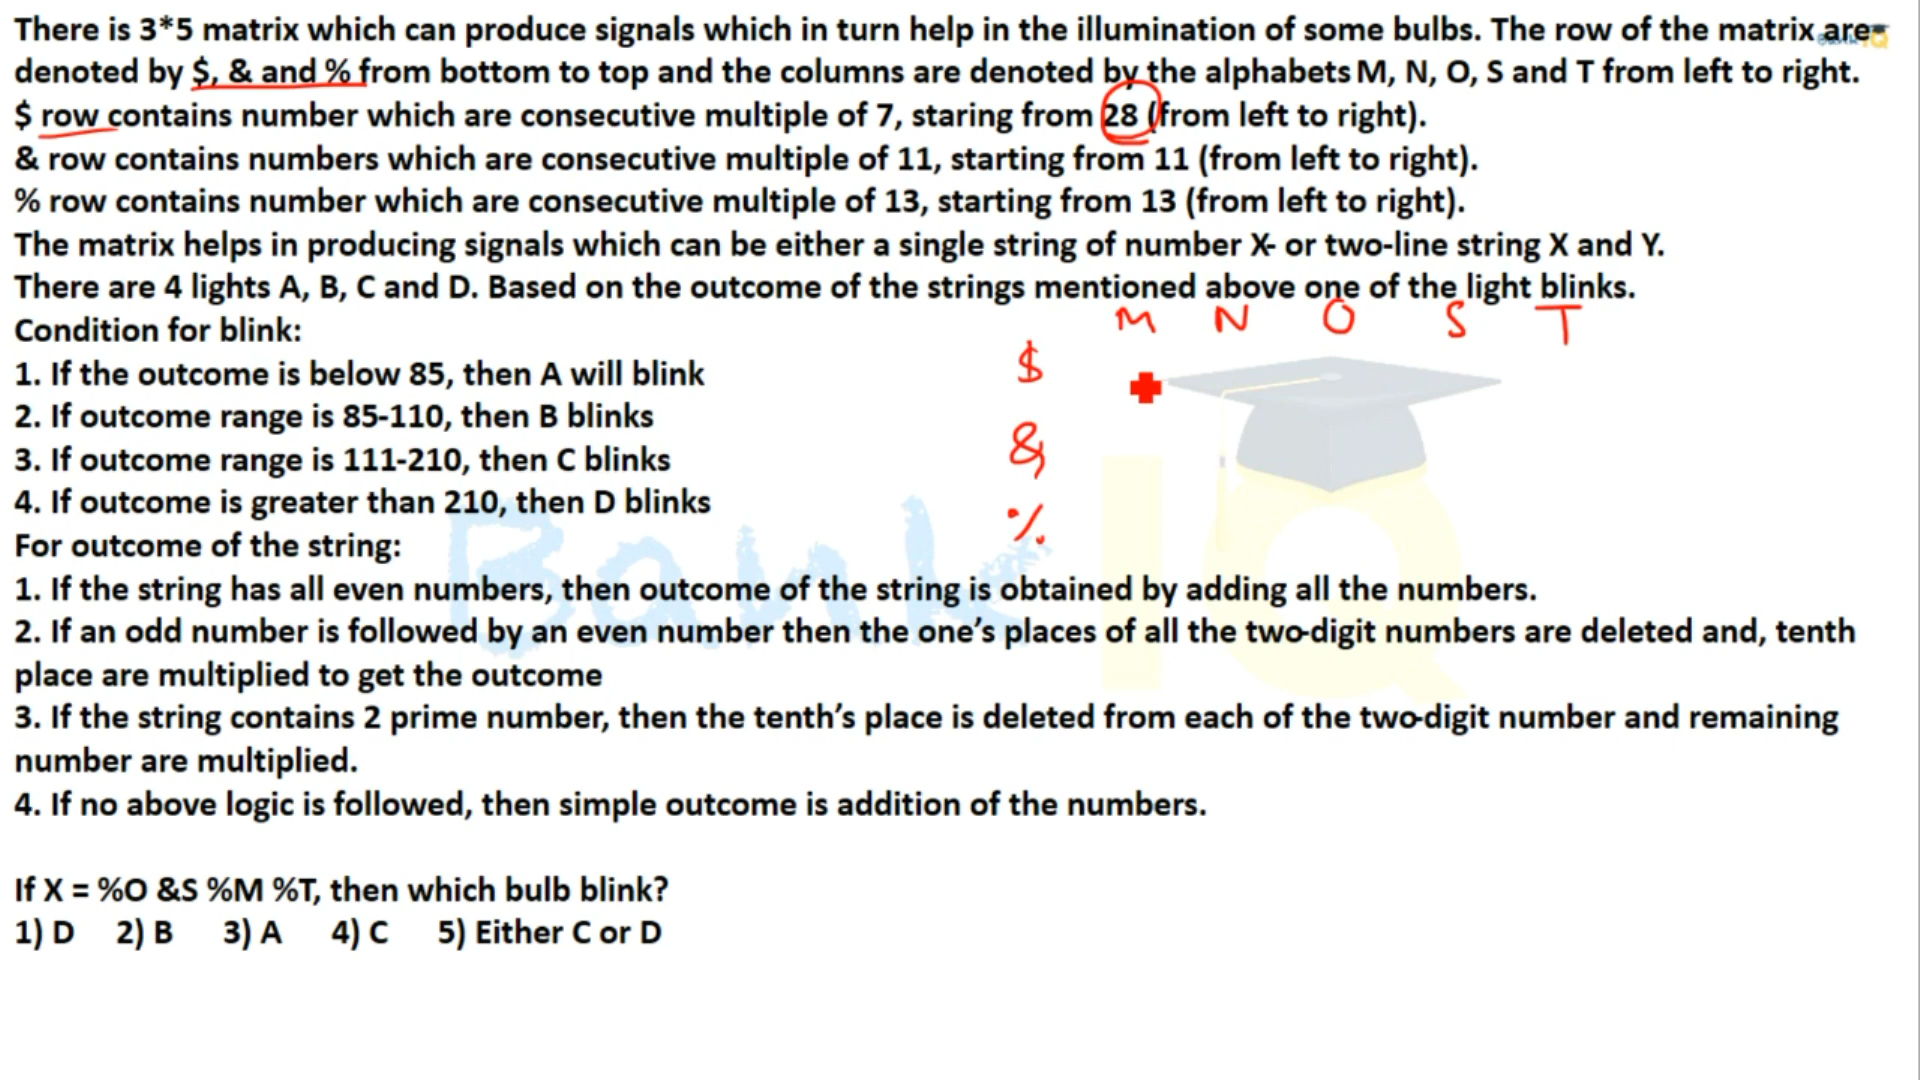 There is 3*5 matrix which can produce signals which in turn help in the illumination of some bulbs. The row of the matrix are
denoted by $, & and % from bottom to top and the columns are denoted by the alphabets M, N, O, S and T from left to right.
$ row contains number which are consecutive multiple of 7, staring from 28 (from left to right).
& row contains numbers which are consecutive multiple of 11, starting from 11 (from left to right).
% row contains number which are consecutive multiple of 13, starting from 13 (from left to right).
The matrix helps in producing signals which can be either a single string of number X- or two-line string X and Y.
There are 4 lights A, B, C and D. Based on the outcome of the strings mentioned above one of the light blinks.
Condition for blink:
M N O S T
1. If the outcome is below 85, then A will blink
$
2. If outcome range is 85-110, then B blinks
&
3. If outcome range is 111-210, then C blinks
4. If outcome is greater than 210, then D blinks
%
For outcome of the string:
1. If the string has all even numbers, then outcome of the string is obtained by adding all the numbers.
2. If an odd number is followed by an even number then the one's places of all the two-digit numbers are deleted and, tenth
place are multiplied to get the outcome
3. If the string contains 2 prime number, then the tenth's place is deleted from each of the two-digit number and remaining
number are multiplied.
4. If no above logic is followed, then simple outcome is addition of the numbers.
If X = %O &S %M %T, then which bulb blink?
1) D 2) B 3) A 4) C 5) Either C or D
Bank IQ